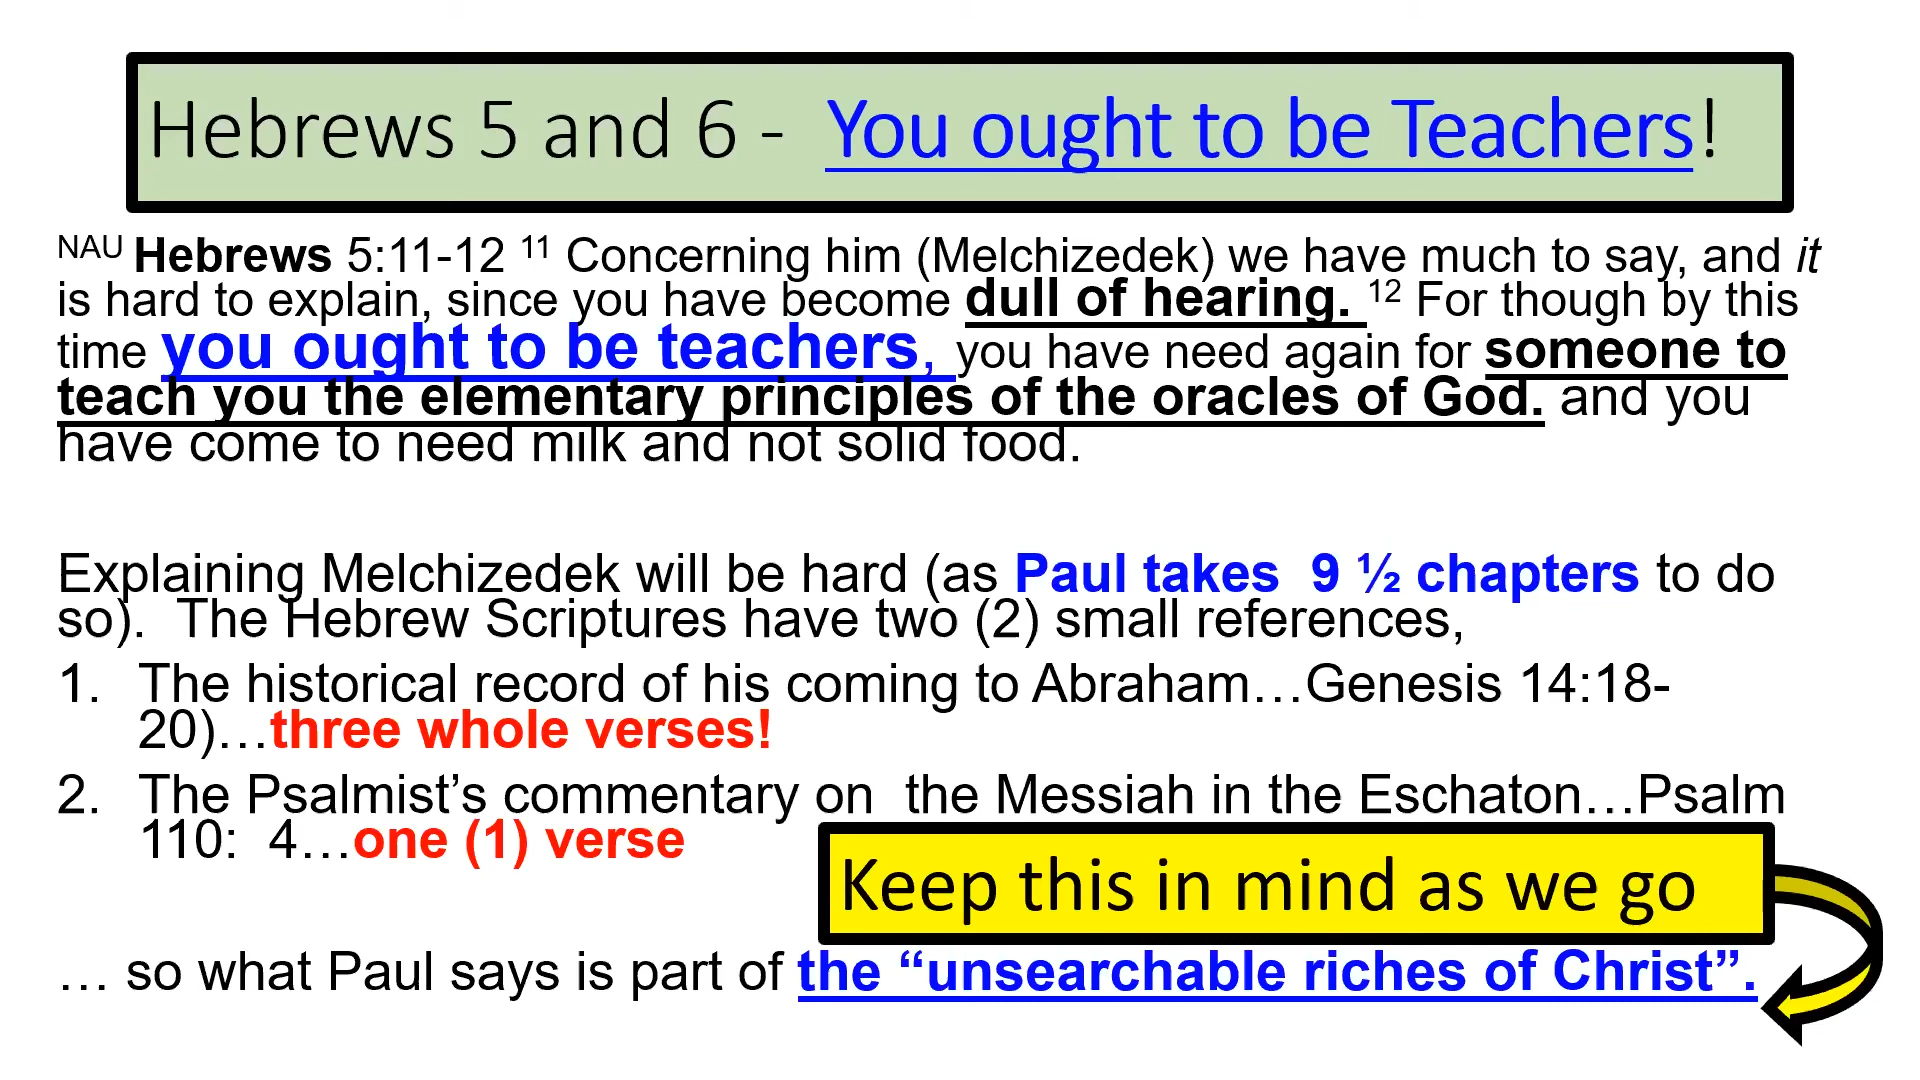 Hebrews 5 and 6 -  You ought to be Teachers!
NAU Hebrews 5:11-12 11 Concerning him (Melchizedek) we have much to say, and it
is hard to explain, since you have become dull of hearing. 12 For though by this
time you ought to be teachers, you have need again for someone to
teach you the elementary principles of the oracles of God. and you
have come to need milk and not solid food.
Explaining Melchizedek will be hard (as Paul takes  9 ½ chapters to do
so).  The Hebrew Scriptures have two (2) small references,
1. The historical record of his coming to Abraham…Genesis 14:18-
20)…three whole verses!
2. The Psalmist’s commentary on  the Messiah in the Eschaton…Psalm
110:  4…one (1) verse
Keep this in mind as we go
… so what Paul says is part of the “unsearchable riches of Christ”.